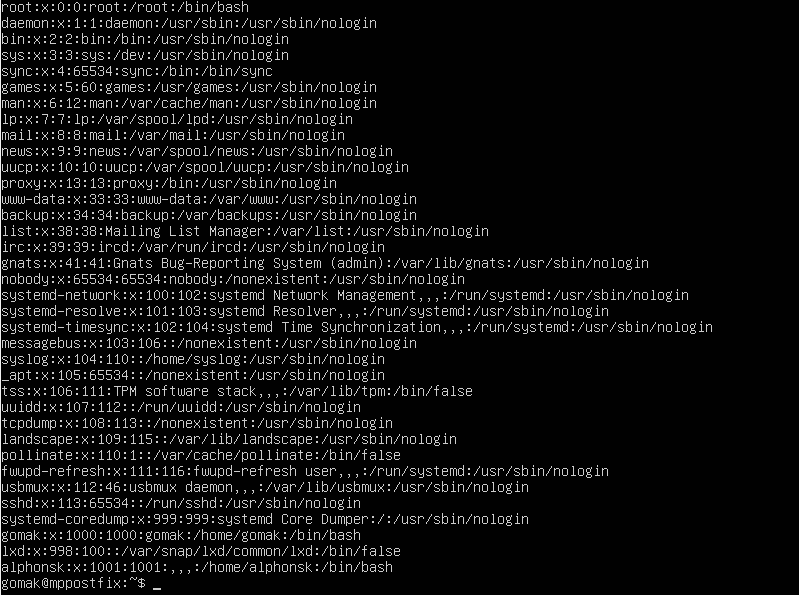 root:x:0:0:root:/root:/bin/bash
daemon:x:1:1:daemon:/usr/sbin:/usr/sbin/nologin
bin:x:2:2:bin:/bin:/usr/sbin/nologin
sys:x:3:3:sys:/dev:/usr/sbin/nologin
sync:x:4:65534:sync:/bin:/bin/sync
games:x:5:60:games:/usr/games:/usr/sbin/nologin
man:x:6:12:man:/var/cache/man:/usr/sbin/nologin
lp:x:7:7:lp:/var/spool/lpd:/usr/sbin/nologin
mail:x:8:8:mail:/var/mail:/usr/sbin/nologin
news:x:9:9:news:/var/spool/news:/usr/sbin/nologin
uucp:x:10:10:uucp:/var/spool/uucp:/usr/sbin/nologin
proxy:x:13:13:proxy:/bin:/usr/sbin/nologin
www-data:x:33:33:www-data:/var/www:/usr/sbin/nologin
backup:x:34:34:backup:/var/backups:/usr/sbin/nologin
list:x:38:38:Mailing List Manager:/var/list:/usr/sbin/nologin
irc:x:39:39:ircd:/var/run/ircd:/usr/sbin/nologin
gnats:x:41:41:Gnats Bug-Reporting System (admin):/var/lib/gnats:/usr/sbin/nologin
nobody:x:65534:65534:nobody:/nonexistent:/usr/sbin/nologin
systemd-network:x:100:102:systemd Network Management,,,:/run/systemd:/usr/sbin/nologin
systemd-resolve:x:101:103:systemd Resolver,,,:/run/systemd:/usr/sbin/nologin
systemd-timesync:x:102:104:systemd Time Synchronization,,,:/run/systemd:/usr/sbin/nologin
messagebus:x:103:106::/nonexistent:/usr/sbin/nologin
syslog:x:104:110::/home/syslog:/usr/sbin/nologin
_apt:x:105:65534::/nonexistent:/usr/sbin/nologin
tss:x:106:111:TPM software stack,,,:/var/lib/tpm:/bin/false
uuidd:x:107:112::/run/uuidd:/usr/sbin/nologin
tcpdump:x:108:113::/nonexistent:/usr/sbin/nologin
landscape:x:109:115::/var/lib/landscape:/usr/sbin/nologin
pollinate:x:110:1::/var/cache/pollinate:/bin/false
fwupd-refresh:x:111:116:fwupd-refresh user,,,:/run/systemd:/usr/sbin/nologin
usbmux:x:112:46:usbmux daemon,,,:/var/lib/usbmux:/usr/sbin/nologin
sshd:x:113:65534::/run/sshd:/usr/sbin/nologin
systemd-coredump:x:999:999:systemd Core Dumper:/:/usr/sbin/nologin
gomak:x:1000:1000:gomak:/home/gomak:/bin/bash
lxd:x:998:100::/var/snap/lxd/common/lxd:/bin/false
alphonsk:x:1001:1001:,,,:/home/alphonsk:/bin/bash
gomak@mppostfix:~$ _